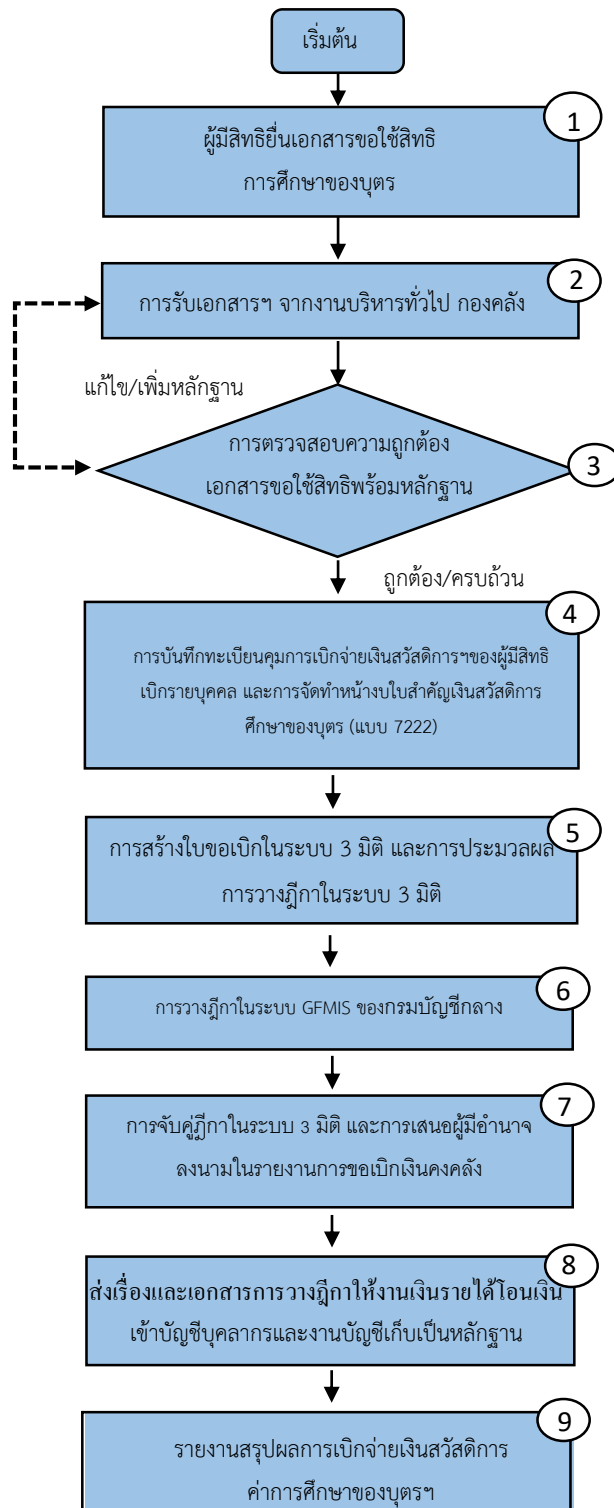 เริ่มต้น
1
ผู้มีสิทธิยื่นเอกสารขอใช้สิทธิ
การศึกษาของบุตร
2
การรับเอกสารฯ จากงานบริหารทั่วไป กองคลัง
แก้ไข/เพิ่มหลักฐาน
การตรวจสอบความถูกต้อง
เอกสารขอใช้สิทธิพร้อมหลักฐาน
3
ถูกต้อง/ครบถ้วน
4
การบันทึกทะเบียนคุมการเบิกจ่ายเงินสวัสดิการฯของผู้มีสิทธิ
เบิกรายบุคคล และการจัดทำหน้างบใบสำคัญเงินสวัสดิการ
ศึกษาของบุตร (แบบ 7222)
5
การสร้างใบขอเบิกในระบบ 3 มิติ และการประมวลผล
การวางฎีกาในระบบ 3 มิติ
6
การวางฎีกาในระบบ GFMIS ของกรมบัญชีกลาง
7
การจับคู่ฎีกาในระบบ 3 มิติ และการเสนอผู้มีอำนาจ
ลงนามในรายงานการขอเบิกเงินคงคลัง
8
ส่งเรื่องและเอกสารการวางฎีกาให้งานเงินรายได้โอนเงิน
เข้าบัญชีบุคลากรและงานบัญชีเก็บเป็นหลักฐาน
9
รายงานสรุปผลการเบิกจ่ายเงินสวัสดิการ
ค่าการศึกษาของบุตรฯ